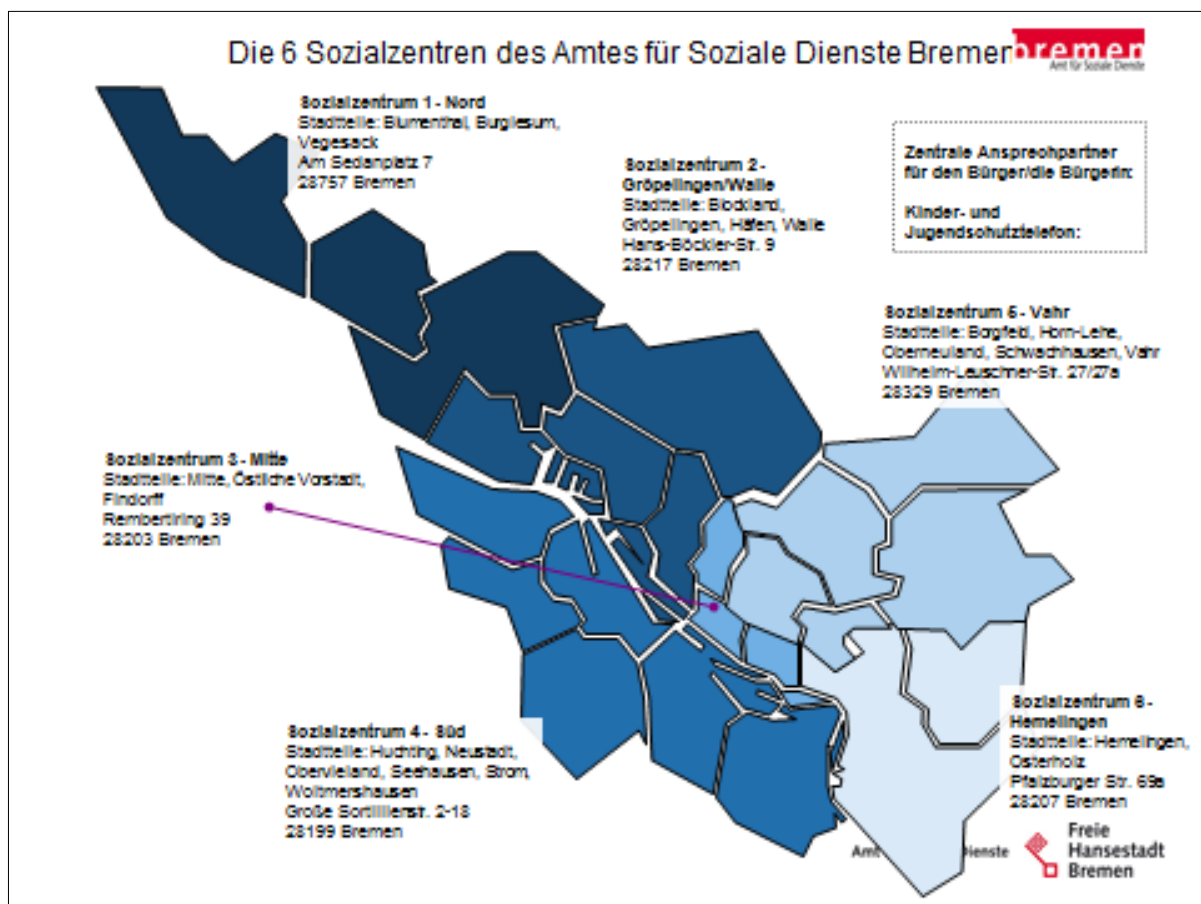 Die 6 Sozialzentren des Amtes für Soziale Dienste Bremen
bremen
Amt für Soziale Dienste
Sozialzentrum 1 - Nord
Stadtteile: Blumenthal, Burglesum,
Vegesack
Am Sedanplatz 7
28757 Bremen
Sozialzentrum 2 -
Gröpelingen/Walle
Stadtteile: Blockland,
Gröpelingen, Häfen, Walle
Hans-Böckler-Str. 9
28217 Bremen
Zentrale Ansprechpartner
für den Bürger/die Bürgerin:
Kinder- und
Jugendschutztelefon:
Sozialzentrum 5 - Vahr
Stadtteile: Borgfeld, Horn-Lehe,
Oberneuland, Schwachhausen, Vahr
Wilhelm-Leuschner-Str. 27/27a
28329 Bremen
Sozialzentrum 3 - Mitte
Stadtteile: Mitte, Östliche Vorstadt,
Findorff
Rembertiring 39
28203 Bremen
Sozialzentrum 4 - Süd
Stadtteile: Huchting, Neustadt,
Obervieland, Seehausen, Strom,
Woltmershausen
Große Sortillienstr. 2-18
28199 Bremen
Sozialzentrum 6 -
Hemelingen
Stadtteile: Hemelingen,
Osterholz
Pfalzburger Str. 69a
28207 Bremen
Amt Dienste
Freie
Hansestadt
Bremen